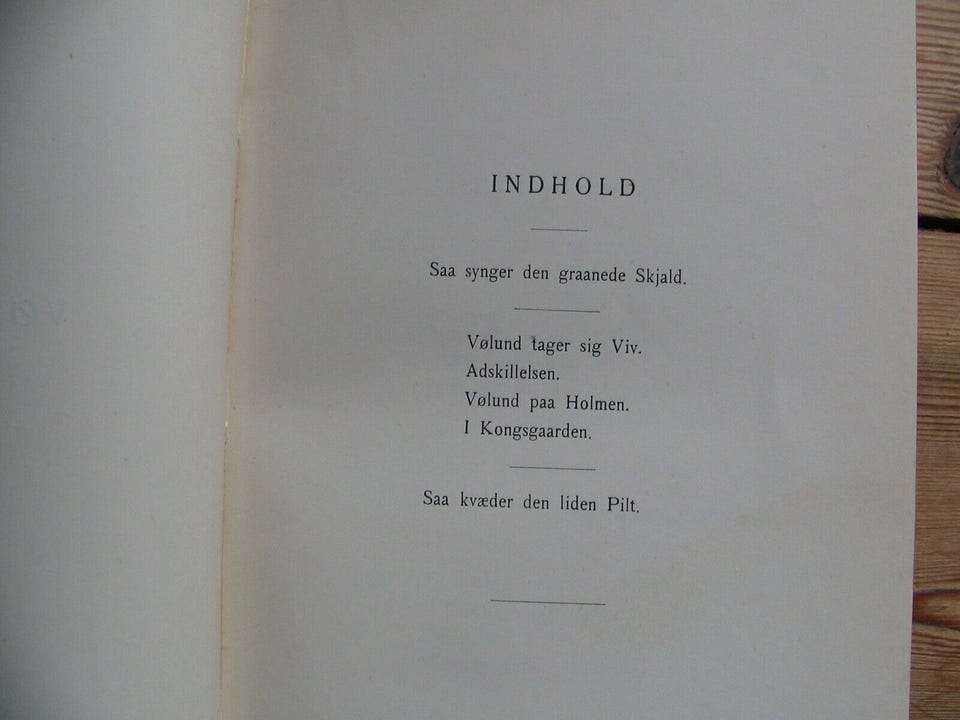 INDHOLD
Saa synger den graanede Skjald.
Vølund tager sig Viv.
Adskillelsen.
Vølund paa Holmen.
I Kongsgaarden.
Saa kvæder den liden Pilt.